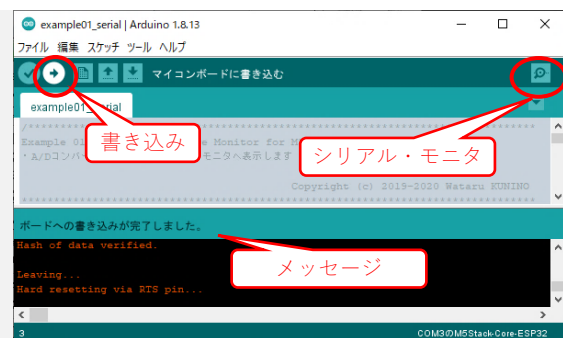 example01_serial | Arduino 1.8.13
ファイル 編集 スケッチ ツール ヘルプ
マイコンボードに書き込む
example01_serial
書き込み
シリアル・モニタ
Example 01
e Monitor for M
・A/Dコンバ
モニタへ表示します
Copyright (c) 2019-2020 Wataru KUNINO
ボードへの書き込みが完了しました。
Hash of data verified.
メッセージ
Leaving...
Hard resetting via RTS pin...
3
COM3のM5Stack-Core-ESP32